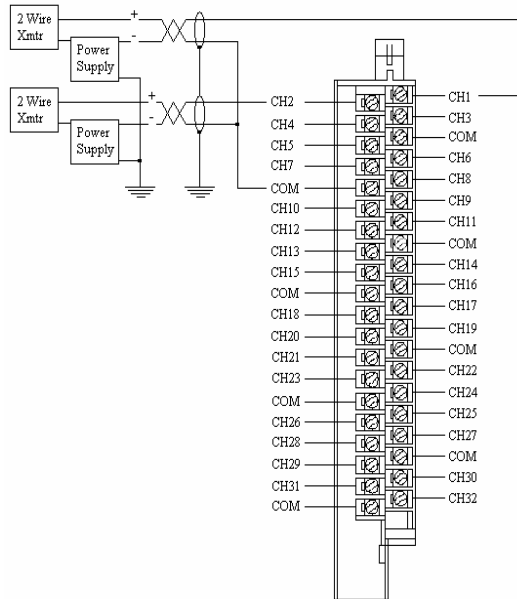 2 Wire
Xmtr
+
-
Power
Supply
2 Wire
Xmtr
+
-
Power
Supply
CH2
CH4
CH5
CH7
COM
CH10
CH12
CH13
CH15
COM
CH18
CH20
CH21
CH23
COM
CH26
CH28
CH29
CH31
COM
CH1
CH3
COM
CH6
CH8
CH9
CH11
COM
CH14
CH16
CH17
CH19
COM
CH22
CH24
CH25
CH27
COM
CH30
CH32